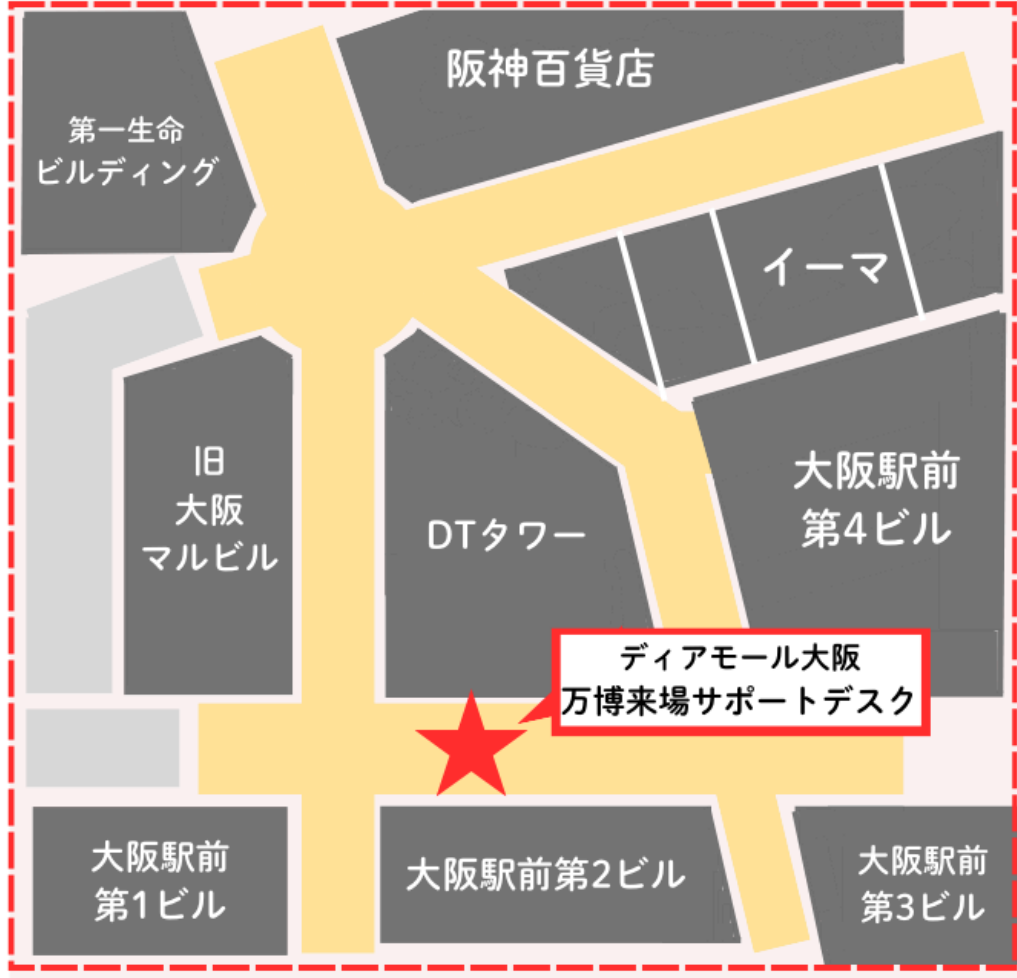 阪神百貨店
第一生命
ビルディング
イーマ
旧
大阪
マルビル
DTタワー
大阪駅前
第4ビル
ディアモール大阪
万博来場サポートデスク
大阪駅前
第1ビル
大阪駅前第2ビル
大阪駅前
第3ビル